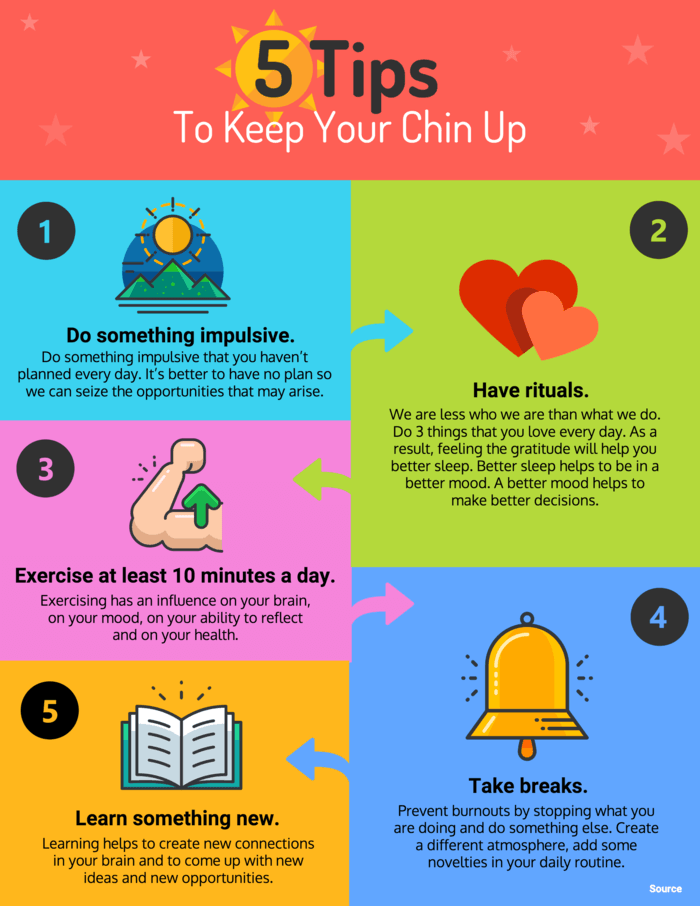 5 Tips
To Keep Your Chin Up
1
Do something impulsive.
Do something impulsive that you haven’t
planned every day. It’s better to have no plan so
we can seize the opportunities that may arise.
2
Have rituals.
We are less who we are than what we do.
Do 3 things that you love every day. As a
result, feeling the gratitude will help you
better sleep. Better sleep helps to be in a
better mood. A better mood helps to
make better decisions.
3
Exercise at least 10 minutes a day.
Exercising has an influence on your brain,
on your mood, on your ability to reflect
and on your health.
4
Take breaks.
Prevent burnouts by stopping what you
are doing and do something else. Create
a different atmosphere, add some
novelties in your daily routine.
5
Learn something new.
Learning helps to create new connections
in your brain and to come up with new
ideas and new opportunities.
Source